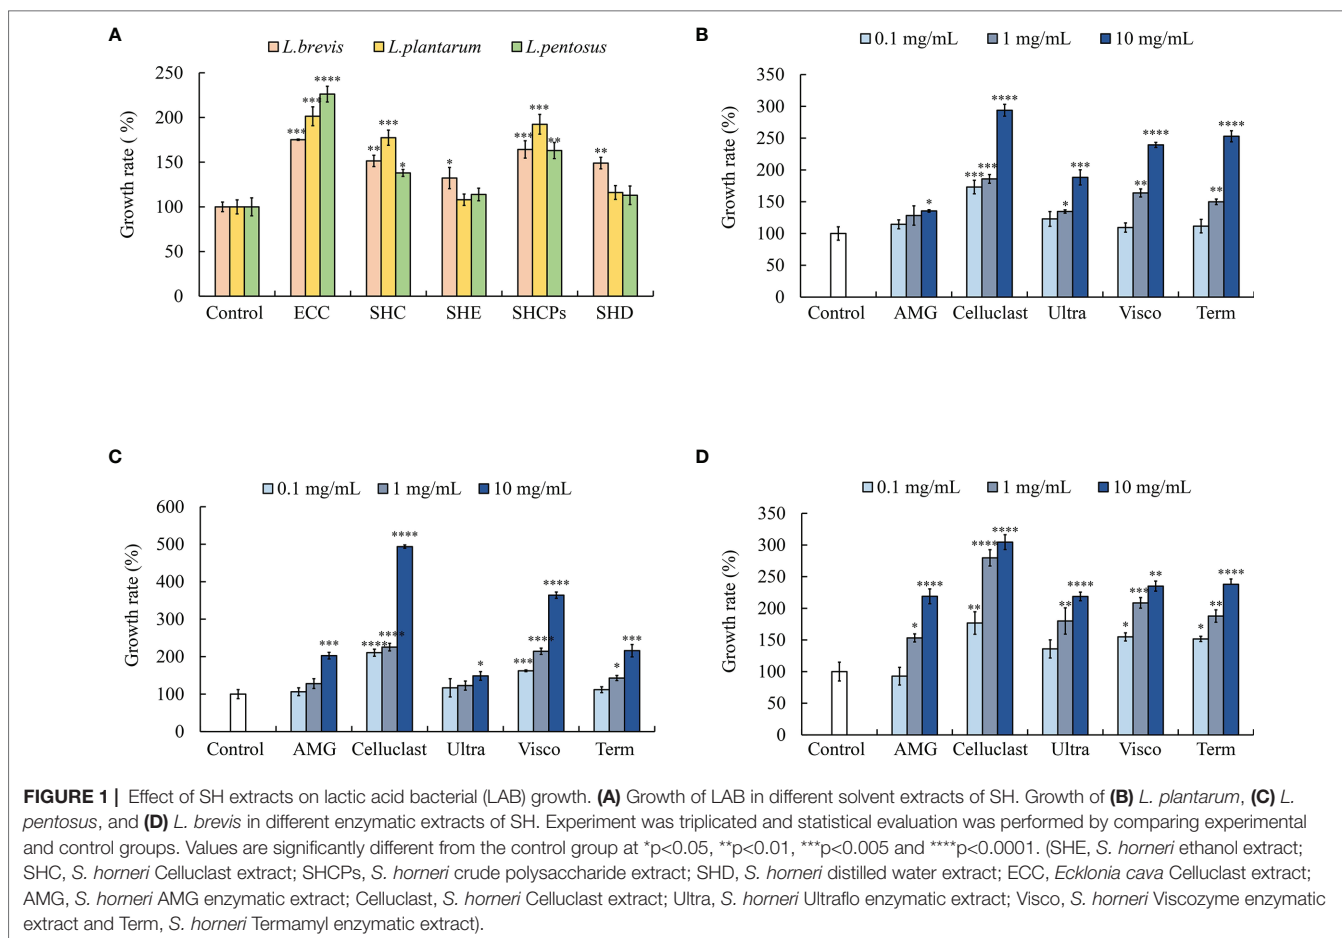 A
L.brevis L.plantarum L.pentosus
Growth rate ( %)
250
200
150
100
50
0
*** *** ****
** *** *
*
*** *** **
**
Control ECC SHC SHE SHCPs SHD
B
0.1 mg/mL 1 mg/mL 10 mg/mL
Growth rate (%)
350
300
250
200
150
100
50
0
*
*** *** ****
* ***
** ****
** ****
Control AMG Celluclast Ultra Visco Term
C
0.1 mg/mL 1 mg/mL 10 mg/mL
Growth rate (%)
600
500
400
300
200
100
0
***
**** **** ****
*
*** **** ****
* ***
Control AMG Celluclast Ultra Visco Term
D
0.1 mg/mL 1 mg/mL 10 mg/mL
Growth rate (%)
350
300
250
200
150
100
50
0
* ****
** **** ****
** ****
* *** **
* ** ****
Control AMG Celluclast Ultra Visco Term
FIGURE 1 | Effect of SH extracts on lactic acid bacterial (LAB) growth. (A) Growth of LAB in different solvent extracts of SH. Growth of (B) L. plantarum, (C) L.
pentosus, and (D) L. brevis in different enzymatic extracts of SH. Experiment was triplicated and statistical evaluation was performed by comparing experimental
and control groups. Values are significantly different from the control group at *p<0.05, **p<0.01, ***p<0.005 and ****p<0.0001. (SHE, S. horneri ethanol extract;
SHC, S. horneri Celluclast extract; SHCPs, S. horneri crude polysaccharide extract; SHD, S. horneri distilled water extract; ECC, Ecklonia cava Celluclast extract;
AMG, S. horneri AMG enzymatic extract; Celluclast, S. horneri Celluclast extract; Ultra, S. horneri Ultraflo enzymatic extract; Visco, S. horneri Viscozyme enzymatic
extract and Term, S. horneri Termamyl enzymatic extract).